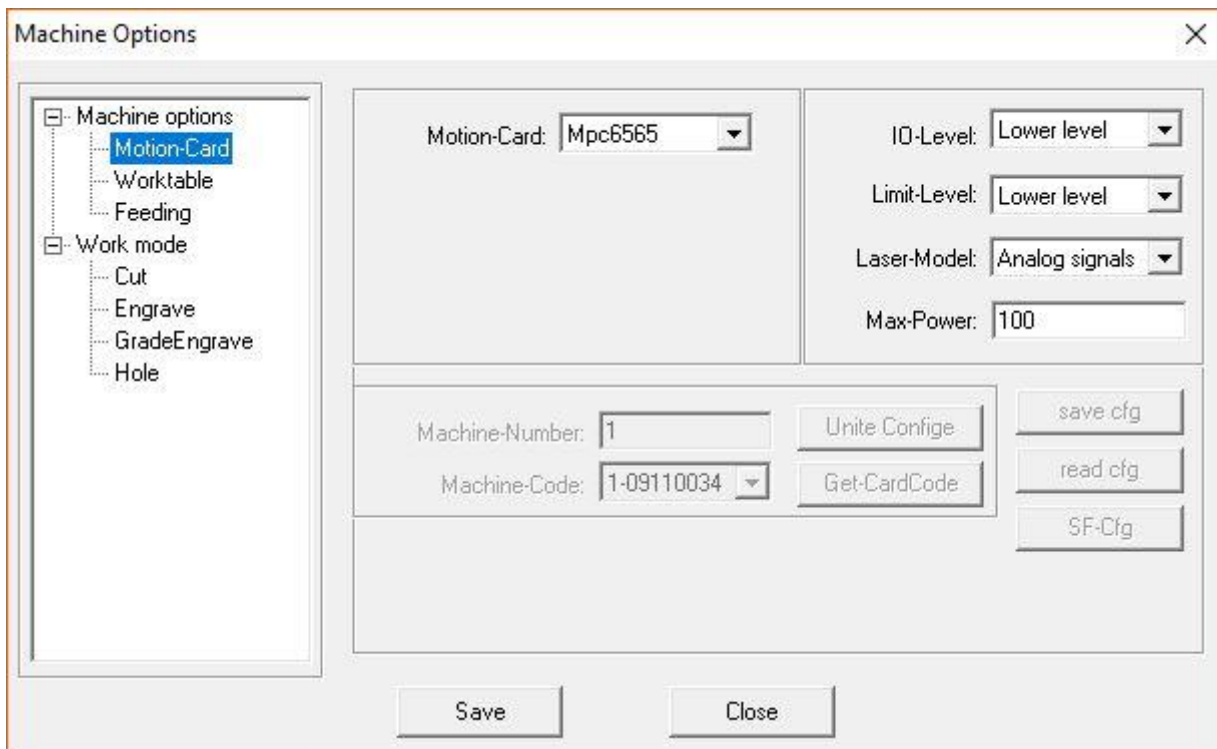 Machine Options
Machine options
Motion-Card
Worktable
Feeding
Work mode
Cut
Engrave
GradeEngrave
Hole
Motion-Card: Mpc6565
IO-Level: Lower level
Limit-Level: Lower level
Laser-Model: Analog signals
Max-Power: 100
Machine-Number: 1
Unite Confige
Machine-Code: 1-09110034
Get-CardCode
save cfg
read cfg
SF-Cfg
Save
Close